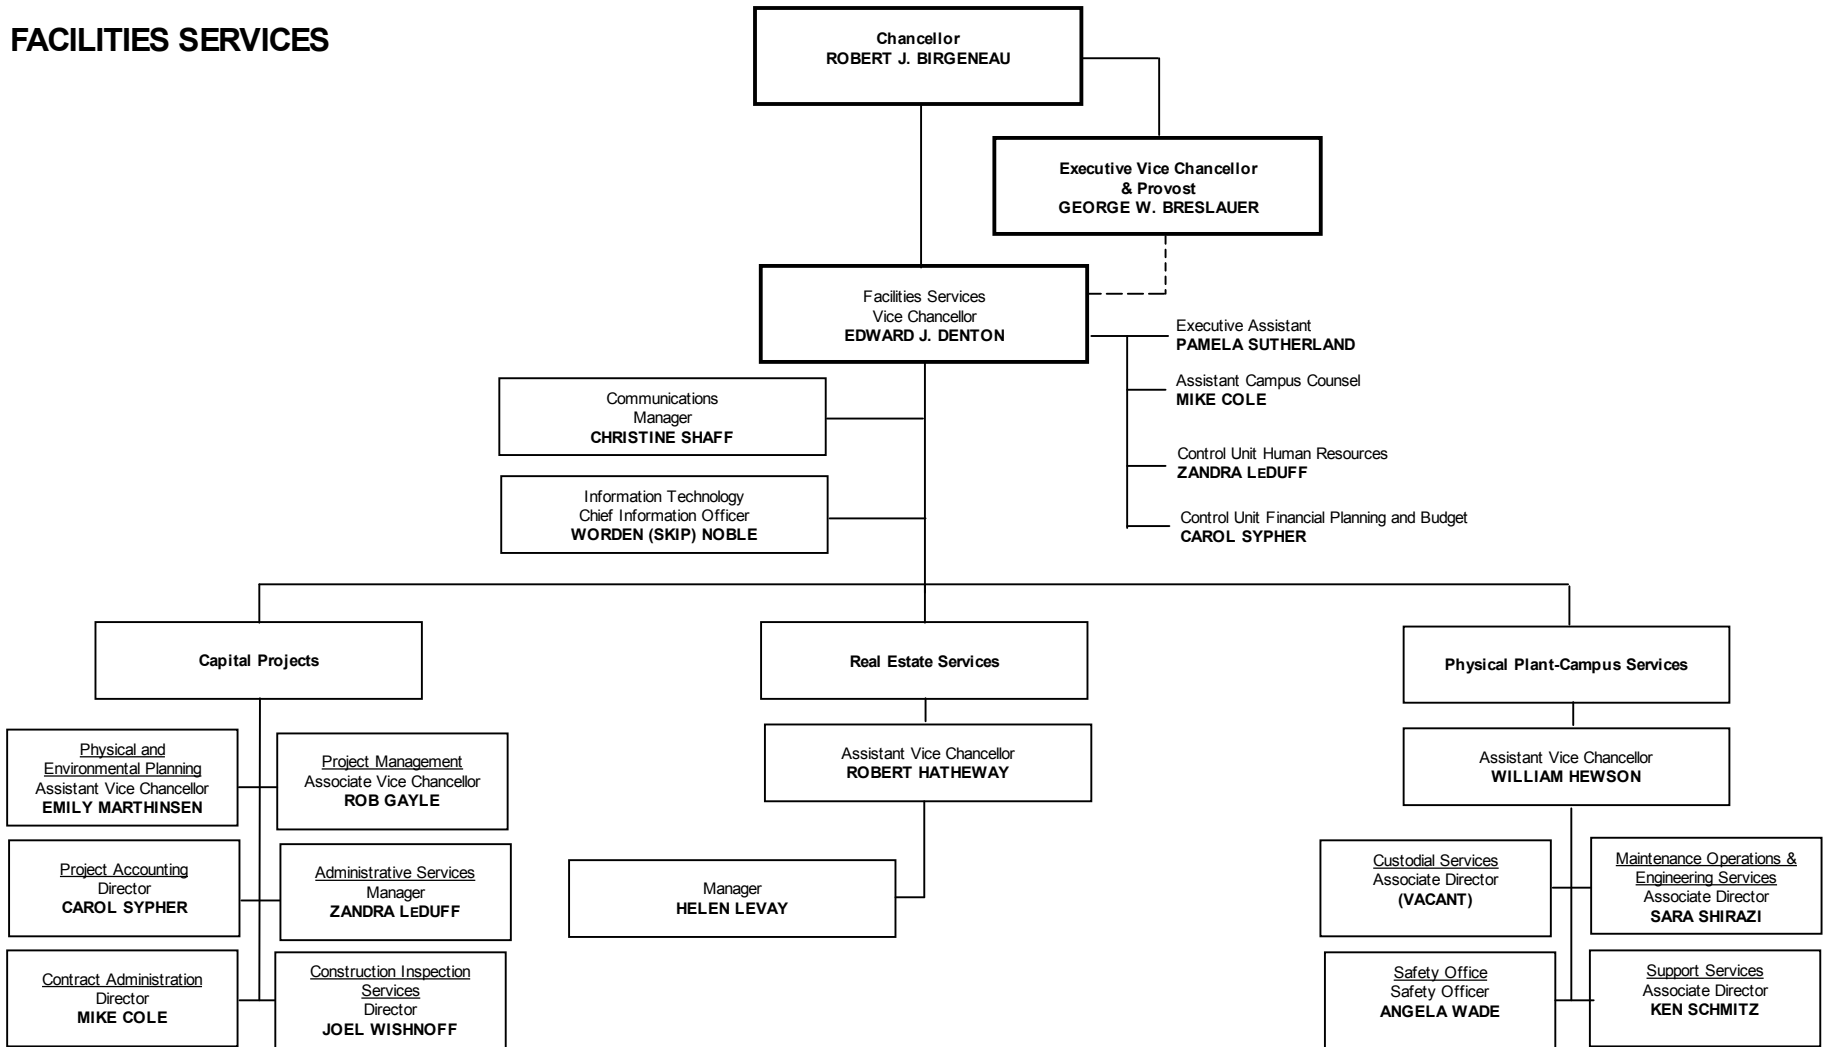 FACILITIES SERVICES
Chancellor
ROBERT J. BIRGENEAU
Executive Vice Chancellor
& Provost
GEORGE W. BRESLAUER
Facilities Services
Vice Chancellor
EDWARD J. DENTON
Executive Assistant
PAMELA SUTHERLAND
Assistant Campus Counsel
MIKE COLE
Control Unit Human Resources
ZANDRA LEDUFF
Control Unit Financial Planning and Budget
CAROL SYPHER
Communications
Manager
CHRISTINE SHAFF
Information Technology
Chief Information Officer
WORDEN (SKIP) NOBLE
Capital Projects
Physical and
Environmental Planning
Assistant Vice Chancellor
EMILY MARTHINSEN
Project Management
Associate Vice Chancellor
ROB GAYLE
Project Accounting
Director
CAROL SYPHER
Administrative Services
Manager
ZANDRA LEDUFF
Contract Administration
Director
MIKE COLE
Construction Inspection
Services
Director
JOEL WISHNOFF
Real Estate Services
Assistant Vice Chancellor
ROBERT HATHEWAY
Manager
HELEN LEVAY
Physical Plant-Campus Services
Assistant Vice Chancellor
WILLIAM HEWSON
Custodial Services
Associate Director
(VACANT)
Maintenance Operations &
Engineering Services
Associate Director
SARA SHIRAZI
Safety Office
Safety Officer
ANGELA WADE
Support Services
Associate Director
KEN SCHMITZ